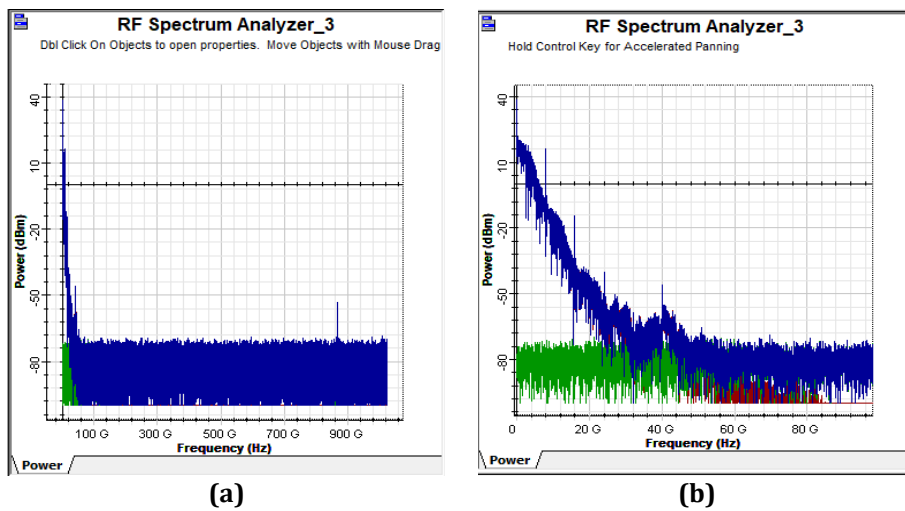 RF Spectrum Analyzer_3
Dbl Click On Objects to open properties. Move Objects with Mouse Drag
40
10
-20
-50
-80
Power (dBm)
100 G
300 G
500 G
700 G
900 G
Frequency (Hz)
Power
(a)
RF Spectrum Analyzer_3
Hold Control Key for Accelerated Panning
40
10
-20
-50
-80
Power (dBm)
0
20 G
40 G
60 G
80 G
Frequency (Hz)
Power
(b)